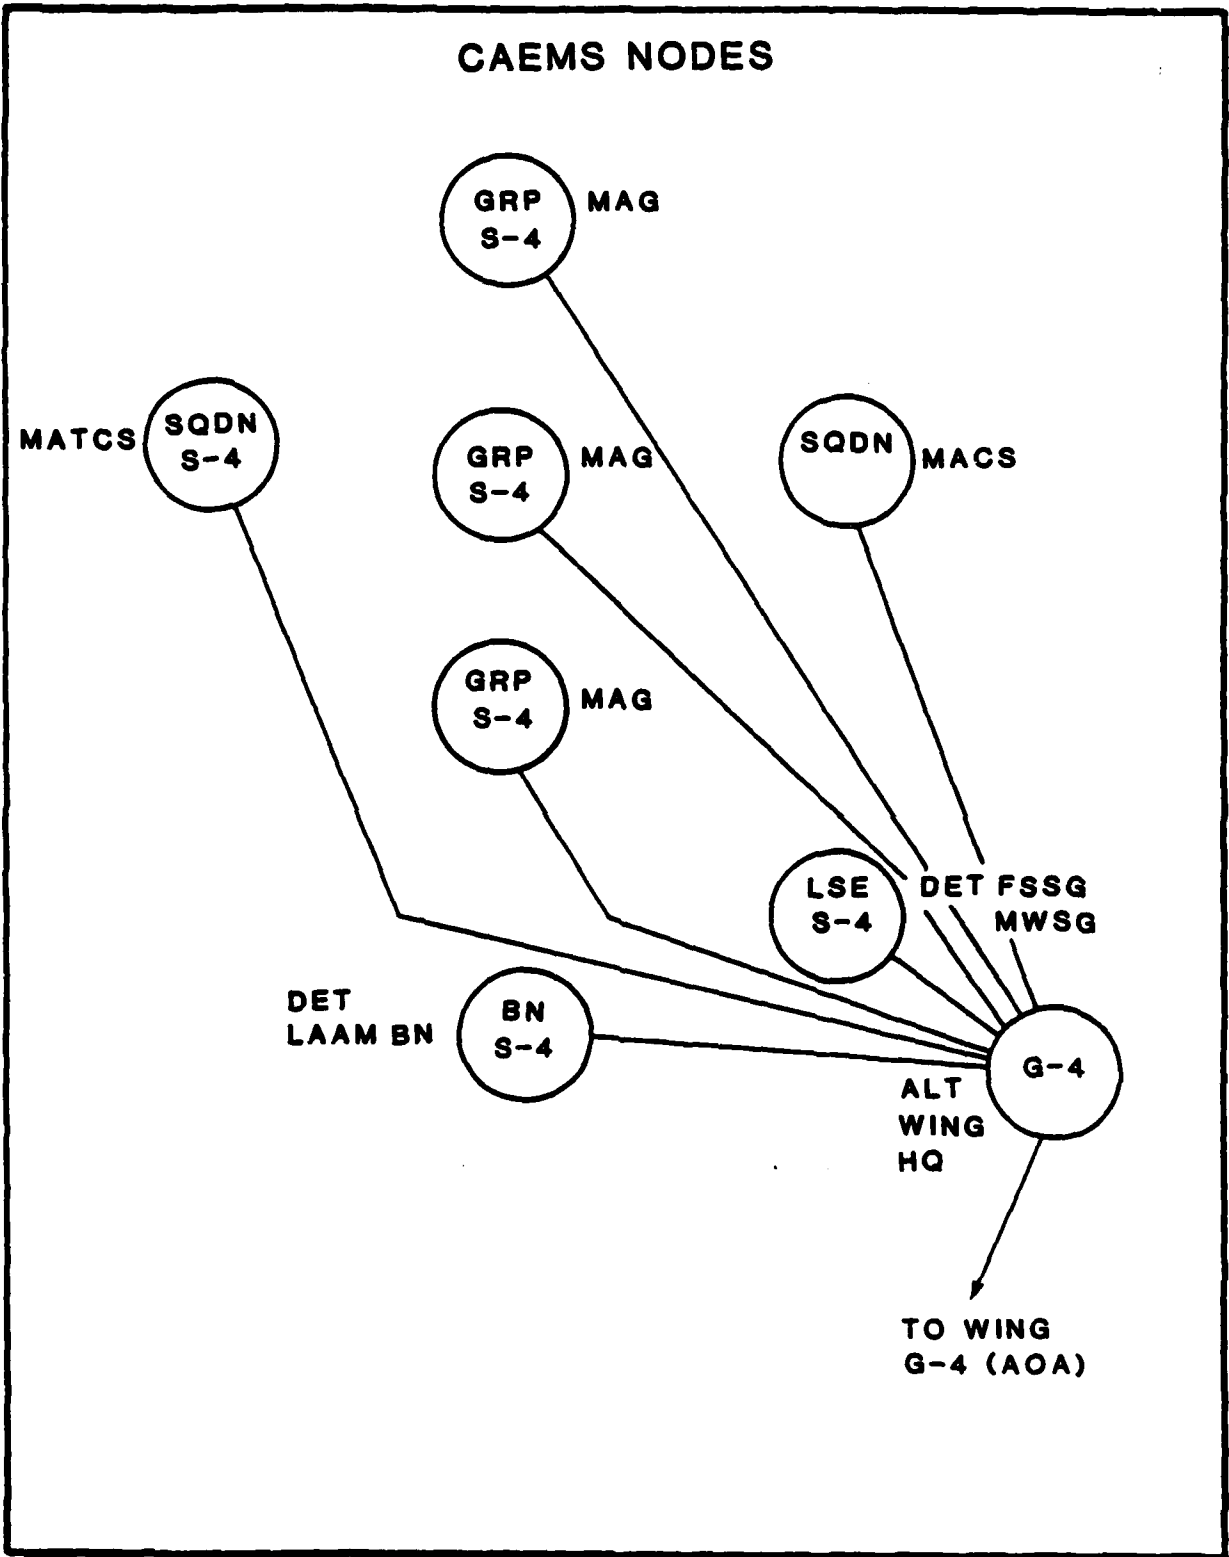 CAEMS NODES
GRP
S-4
MAG
MATCS
SQDN
S-4
GRP
S-4
MAG
SQDN
MACS
GRP
S-4
MAG
LSE
S-4
DET FSSG
MWSG
DET
LAAM BN
BN
S-4
G-4
ALT
WING
HQ
TO WING
G-4 (AOA)